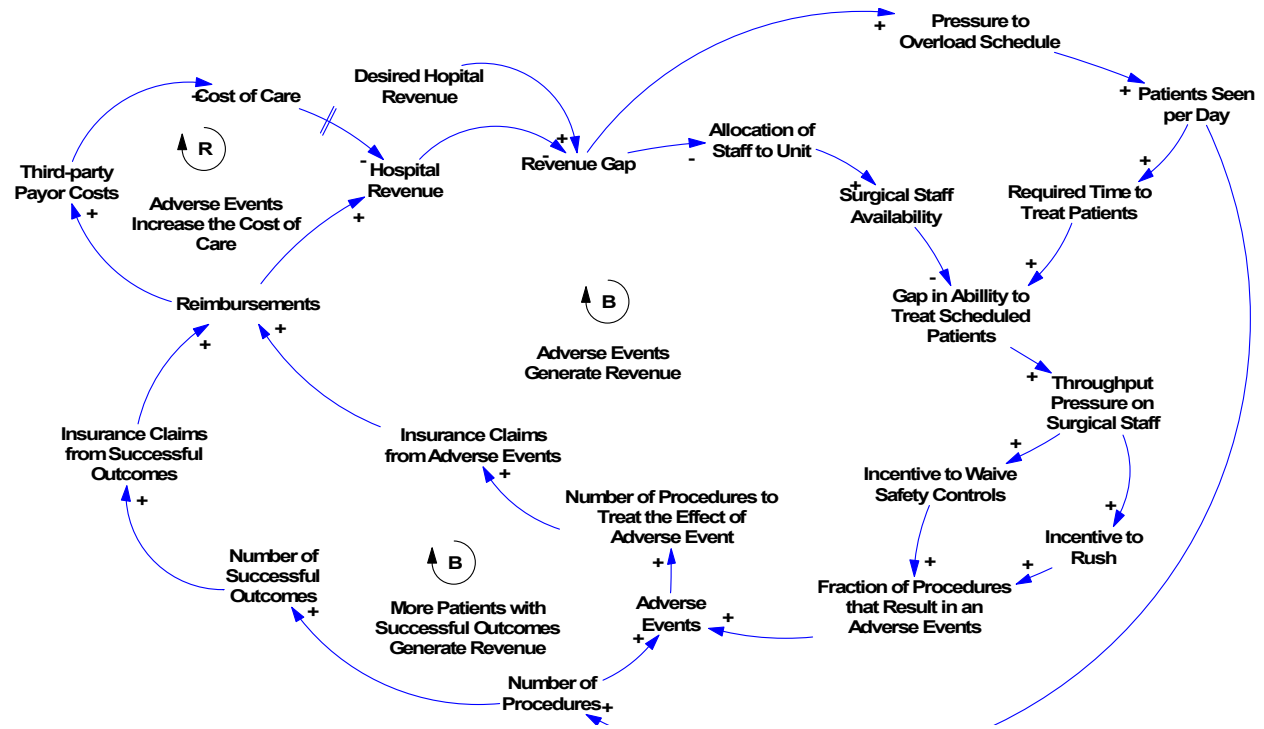 Pressure to
Overload Schedule
+
Desired Hopital
Revenue
Cost of Care
+
Patients Seen
per Day
+
Allocation of
Staff to Unit
-
Revenue Gap
+
-
R
Hospital
Revenue
-
+
Third-party
Payor Costs
+
Adverse Events
Increase the Cost of
Care
Surgical Staff
Availability
+
Required Time to
Treat Patients
+
Reimbursements
+
+
B
Adverse Events
Generate Revenue
Gap in Abillity to
Treat Scheduled
Patients
-
+
Throughput
Pressure on
Surgical Staff
+
Insurance Claims
from Successful
Outcomes
+
Insurance Claims
from Adverse Events
+
Incentive to Waive
Safety Controls
+
Number of Procedures to
Treat the Effect of
Adverse Event
+
Incentive to
Rush
+
B
More Patients with
Successful Outcomes
Generate Revenue
Number of
Successful
Outcomes
+
Adverse
Events
+
+
Fraction of Procedures
that Result in an
Adverse Events
+
+
Number of
Procedures
+